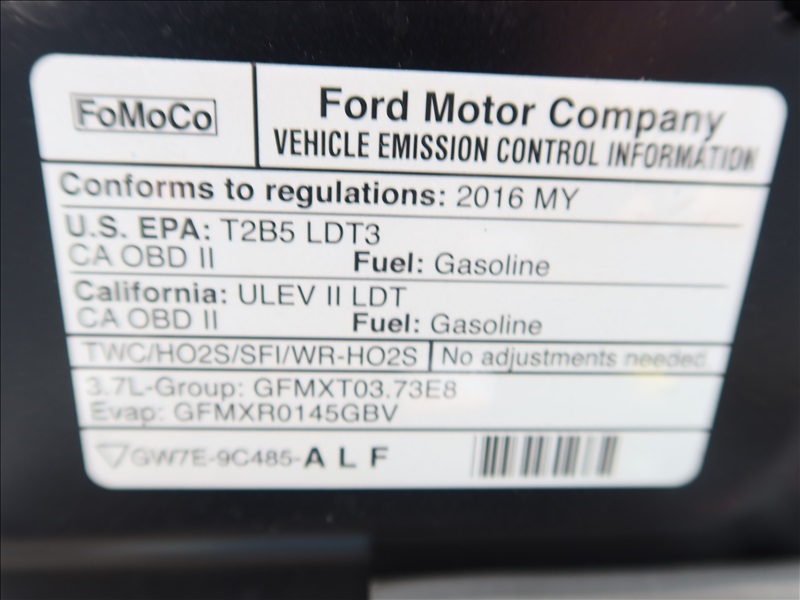 FoMoCo
Ford Motor Company
VEHICLE EMISSION CONTROL INFORMATION
Conforms to regulations: 2016 MY
U.S. EPA: T2B5 LDT3
CA OBD II Fuel: Gasoline
California: ULEV II LDT
CA OBD II Fuel: Gasoline
TWC/HO2S/SFI/WR-HO2S No adjustments needed.
3.7L-Group: GFMXT03.73E8
Evap: GFMXR0145GBV
GW7E-9C485-A L F